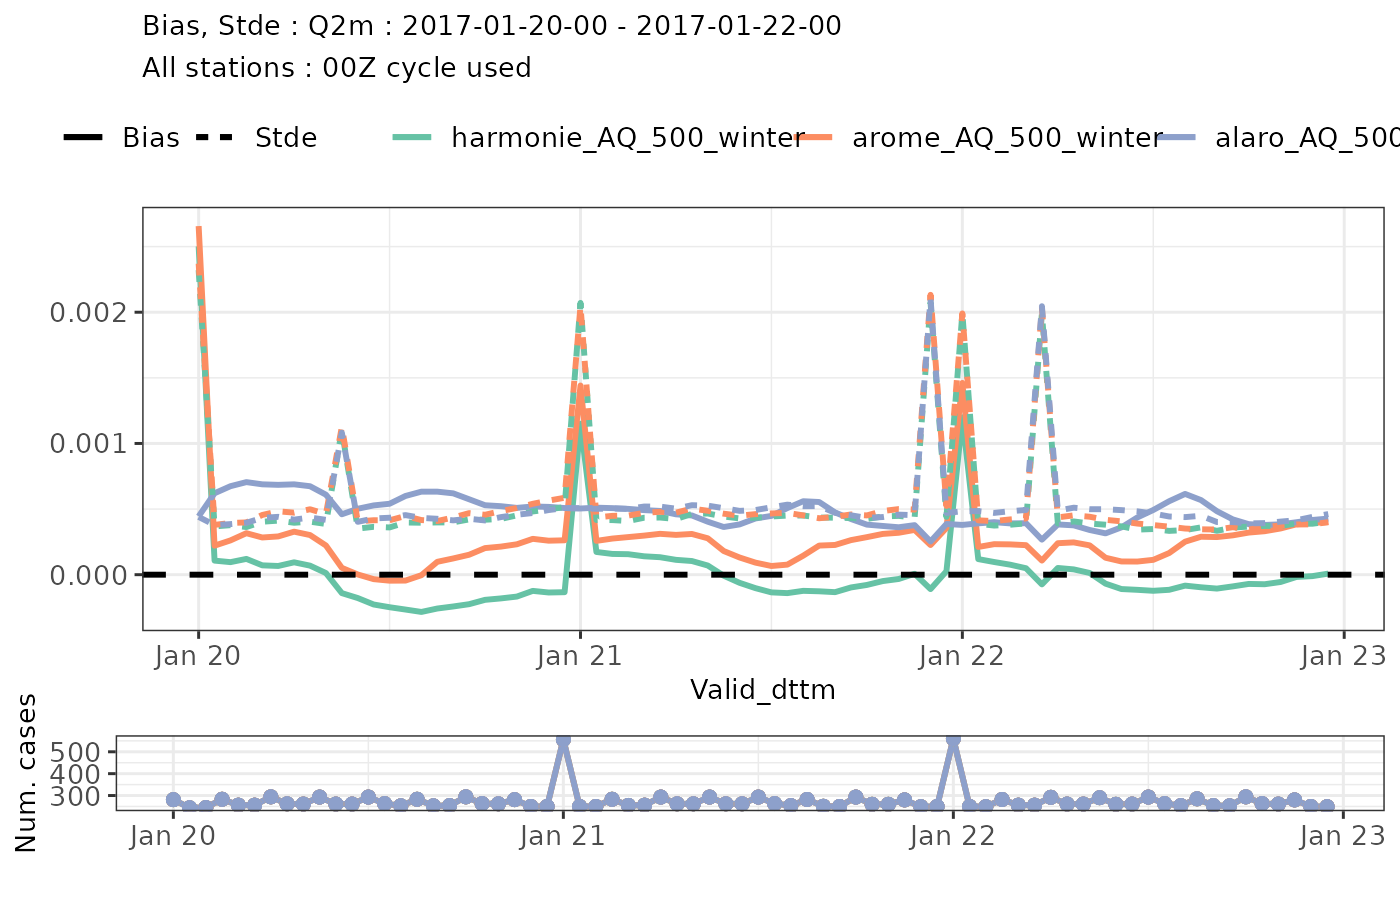 Bias, Stde : Q2m : 2017-01-20-00 - 2017-01-22-00
All stations : 00Z cycle used
Bias Stde harmonie_AQ_500_winter arome_AQ_500_winter alaro_AQ_500
0.002
0.001
0.000
Jan 20 Jan 21 Jan 22 Jan 23
Valid_dttm
Num. cases
500
400
300
Jan 20 Jan 21 Jan 22 Jan 23